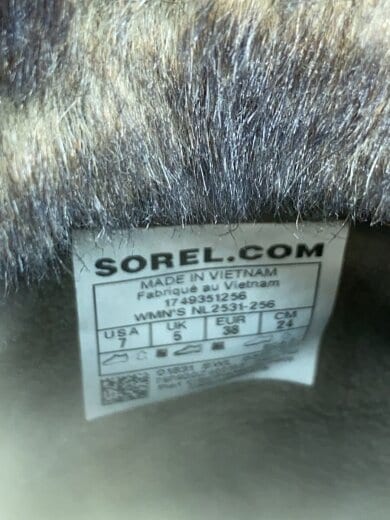 SOREL.COM
MADE IN VIETNAM
Fabriqué au Vietnam
1749351256
WMN'S NL2531-256
USA UK EUR CM
7 5 38 24